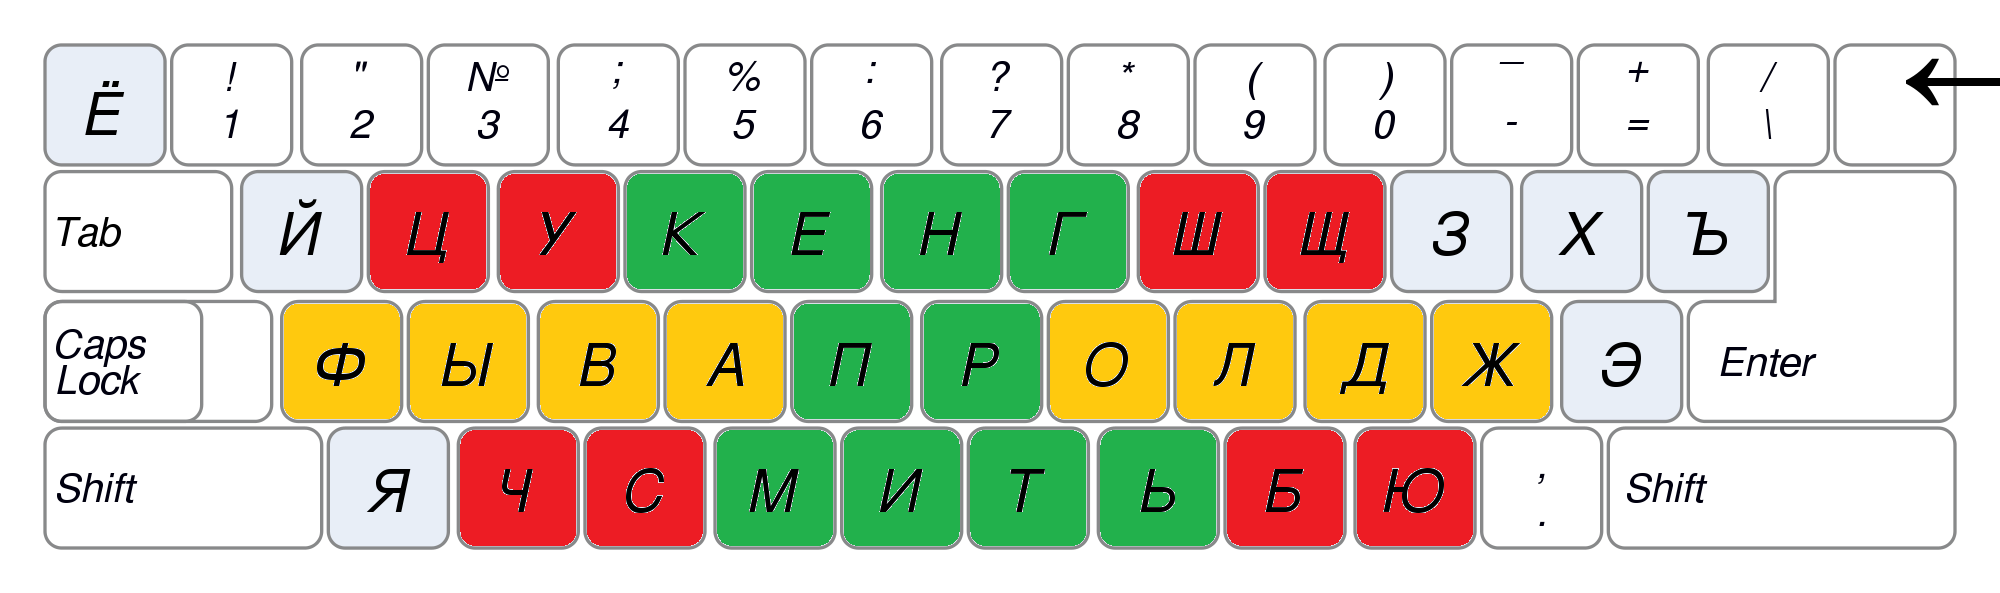 ! " № ; % : ? * ( ) _ + /
Ё 1 2 3 4 5 6 7 8 9 0 - = \ ←
Tab Й Ц У К Е Н Г Ш Щ З Х Ъ
Caps
Lock Ф Ы В А П Р О Л Д Ж Э Enter
Shift Я Ч С М И Т Ь Б Ю , Shift
.